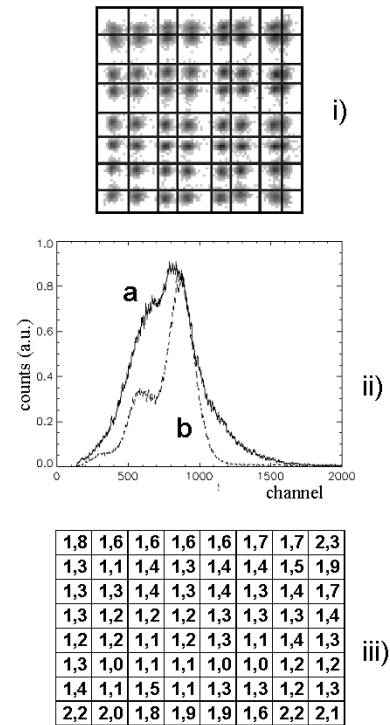 i)
1.0
0.8
0.6
0.4
0.2
0.0
counts (a.u.)
a
b
ii)
0 500 1000 1500 2000
channel
1,8 1,6 1,6 1,6 1,6 1,7 1,7 2,3
1,3 1,1 1,4 1,3 1,4 1,4 1,5 1,9
1,3 1,3 1,4 1,3 1,4 1,3 1,4 1,7
1,3 1,2 1,2 1,2 1,3 1,3 1,3 1,4
1,2 1,2 1,1 1,2 1,3 1,1 1,4 1,3
1,3 1,0 1,1 1,1 1,0 1,0 1,2 1,2
1,4 1,1 1,5 1,1 1,3 1,3 1,2 1,3
2,2 2,0 1,8 1,9 1,9 1,6 2,2 2,1
iii)